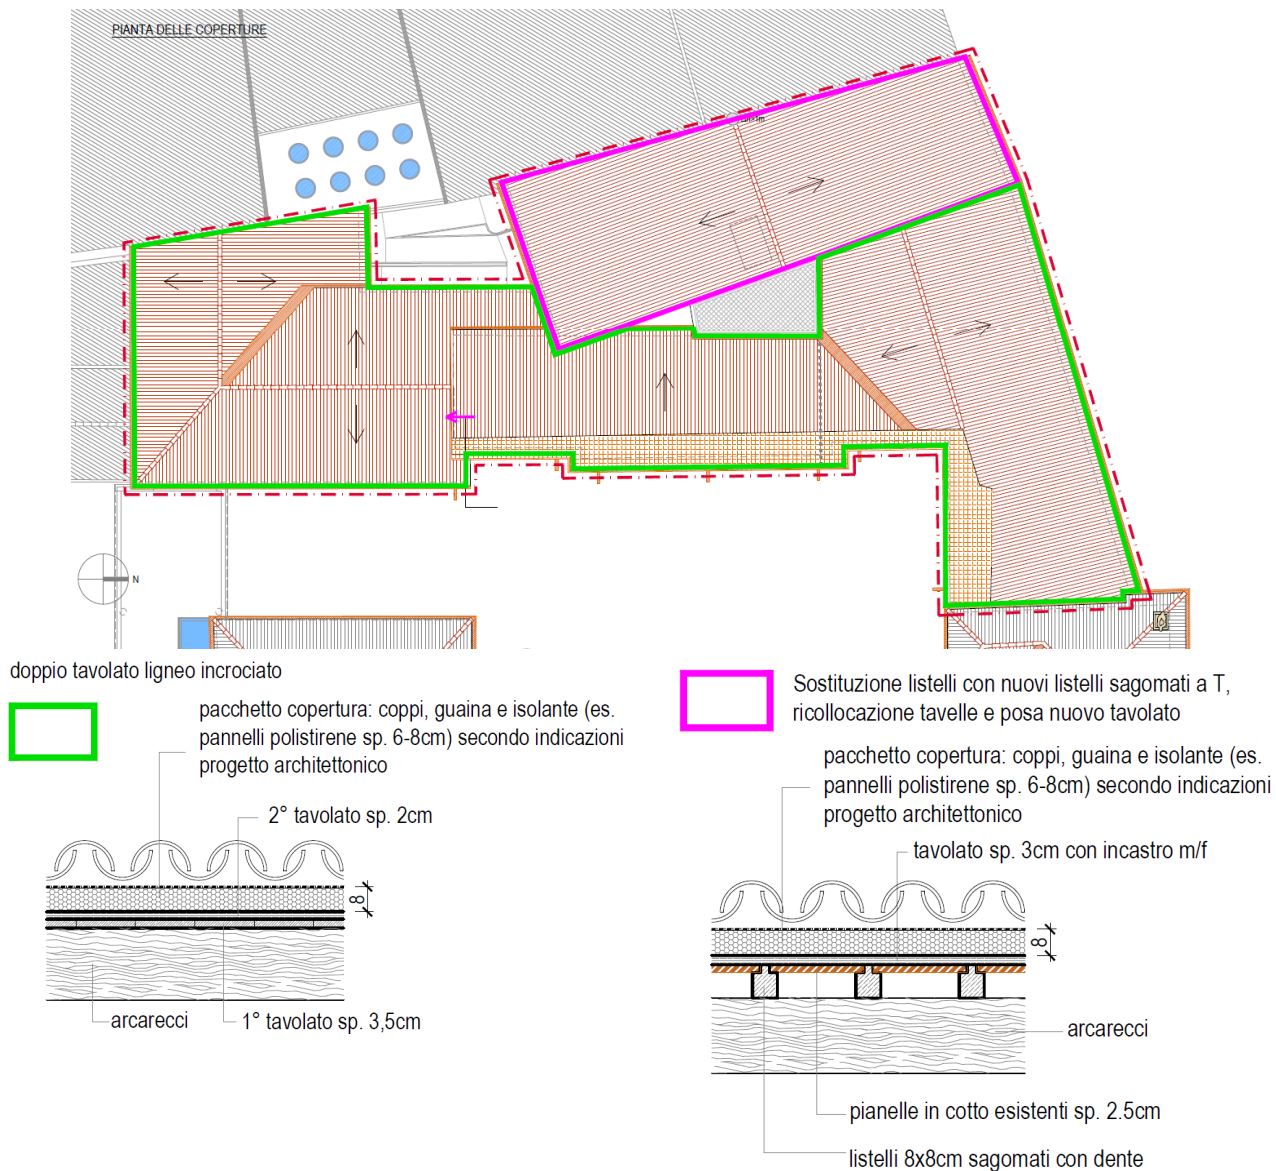 PIANTA DELLE COPERTURE
N
doppio tavolato ligneo incrociato
pacchetto copertura: coppi, guaina e isolante (es.
pannelli polistirene sp. 6-8cm) secondo indicazioni
progetto architettonico
2° tavolato sp. 2cm
8
arcarecci
1° tavolato sp. 3,5cm
Sostituzione listelli con nuovi listelli sagomati a T,
ricollocazione tavelle e posa nuovo tavolato
pacchetto copertura: coppi, guaina e isolante (es.
pannelli polistirene sp. 6-8cm) secondo indicazioni
progetto architettonico
tavolato sp. 3cm con incastro m/f
8
arcarecci
pianelle in cotto esistenti sp. 2.5cm
listelli 8x8cm sagomati con dente